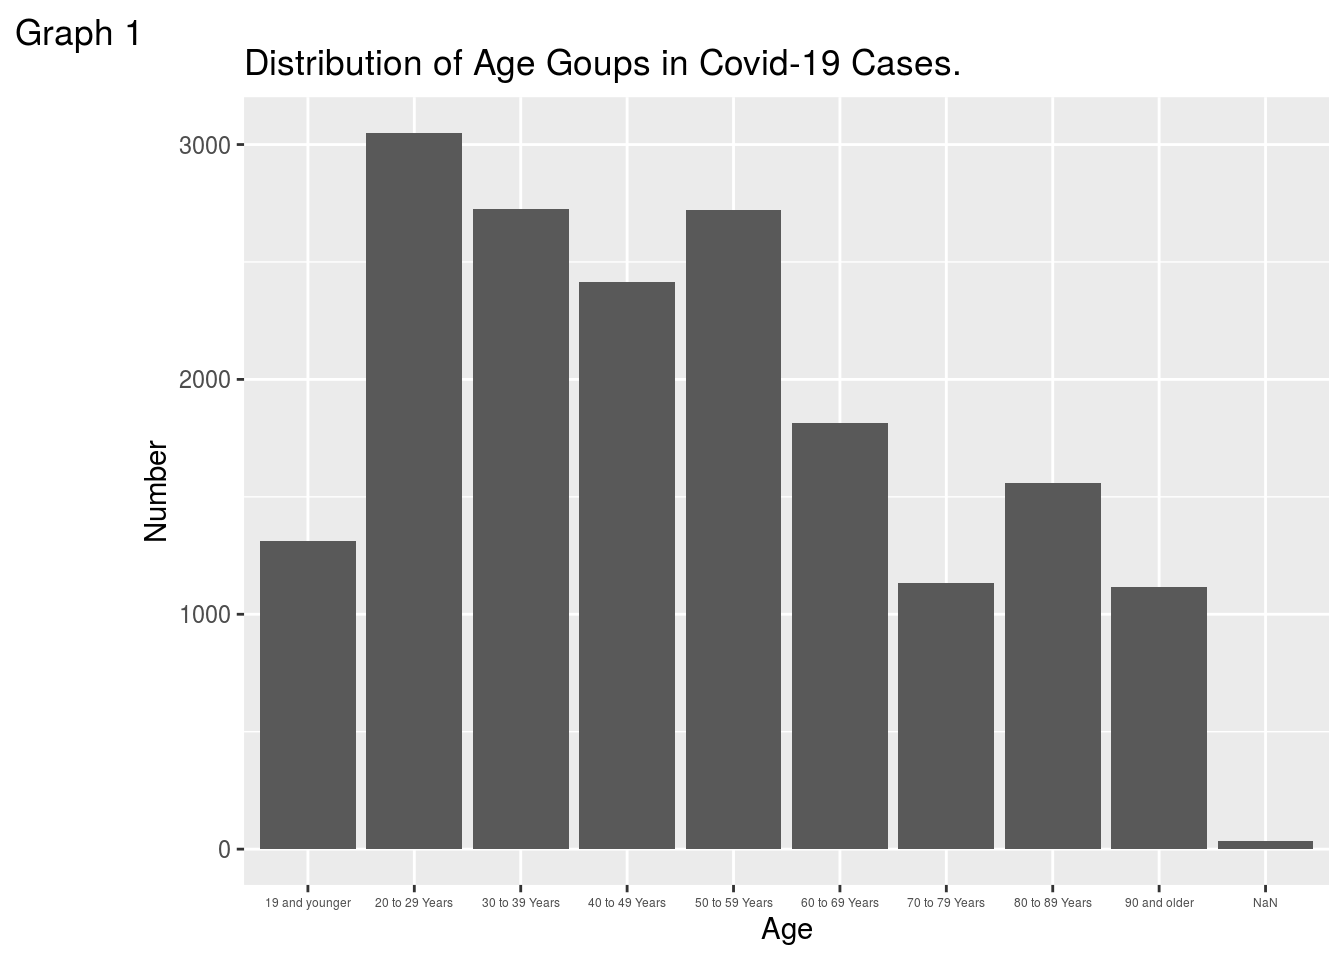 Graph 1
Distribution of Age Goups in Covid-19 Cases.
3000
2000
1000
0
Number
19 and younger
20 to 29 Years
30 to 39 Years
40 to 49 Years
50 to 59 Years
60 to 69 Years
70 to 79 Years
80 to 89 Years
90 and older
NaN
Age